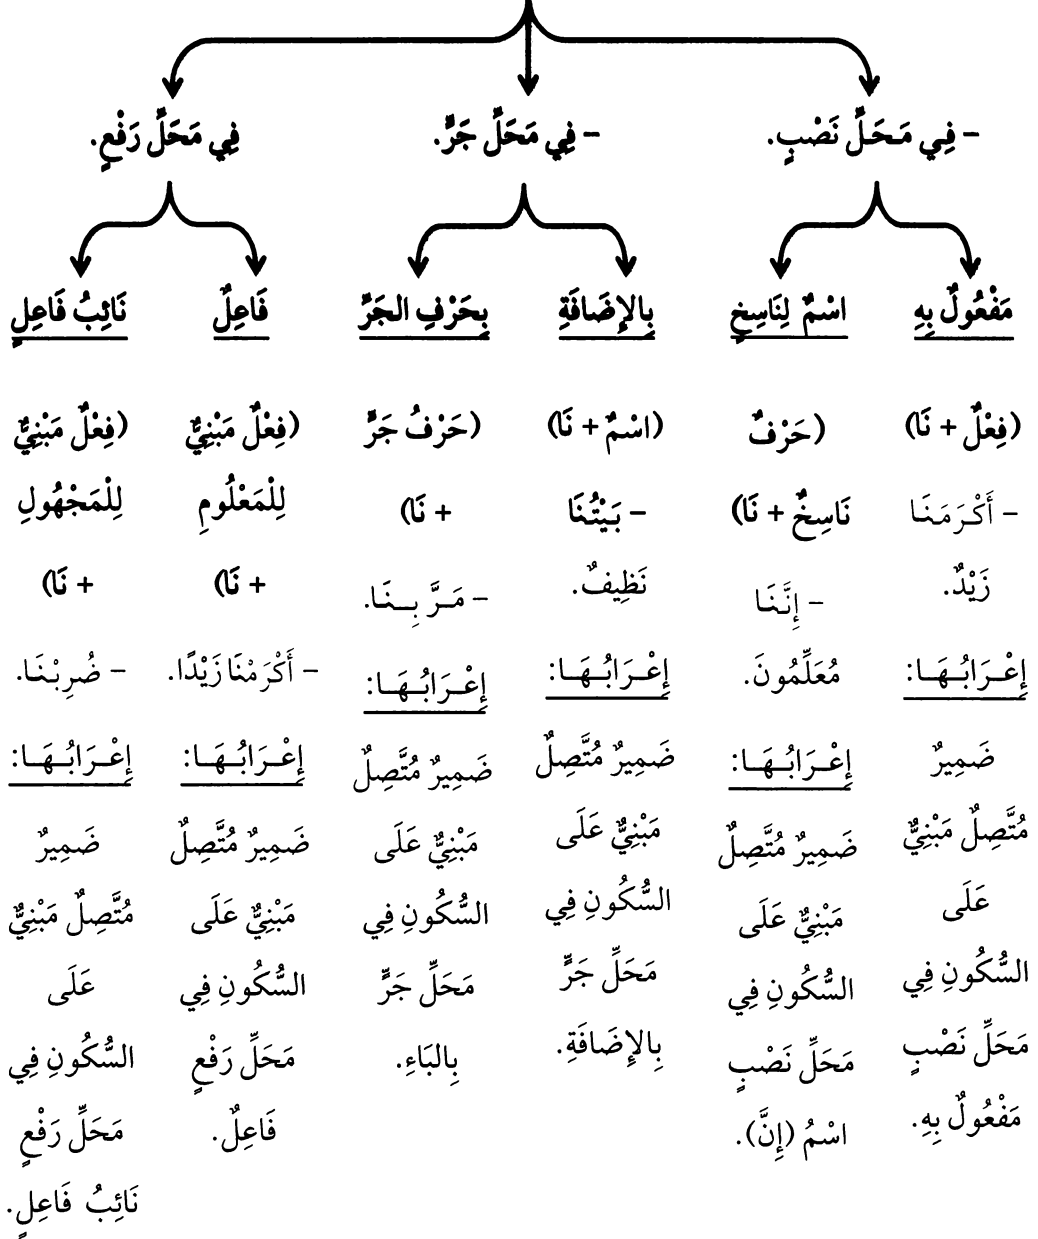 - فِي مَحَلِّ نَصْبٍ.
- فِي مَحَلِّ جَرٍّ.
فِي مَحَلِّ رَفْعٍ.
مَفْعُولٌ بِهِ
اسْمٌ لِنَاسِخٍ
بِالإِضَافَةِ
بِحَرْفِ الجَرِّ
فَاعِلٌ
نَائِبُ فَاعِلٍ
(فِعْلٌ + نَا)
- أَكْرَمَنَا
زَيْدٌ.
إِعْرَابُهَا:
ضَمِيرٌ
مُتَّصِلٌ مَبْنِيٌّ
عَلَى
السُّكُونِ فِي
مَحَلِّ نَصْبٍ
مَفْعُولٌ بِهِ.
(حَرْفٌ
نَاسِخٌ + نَا)
- إِنَّنَا
مُعَلِّمُونَ.
إِعْرَابُهَا:
ضَمِيرٌ مُتَّصِلٌ
مَبْنِيٌّ عَلَى
السُّكُونِ فِي
مَحَلِّ نَصْبٍ
اسْمُ (إِنَّ).
(اسْمٌ + نَا)
- بَيْتُنَا
نَظِيفٌ.
إِعْرَابُهَا:
ضَمِيرٌ مُتَّصِلٌ
مَبْنِيٌّ عَلَى
السُّكُونِ فِي
مَحَلِّ جَرٍّ
بِالإِضَافَةِ.
(حَرْفُ جَرٍّ
+ نَا)
- مَرَّ بِنَا.
إِعْرَابُهَا:
ضَمِيرٌ مُتَّصِلٌ
مَبْنِيٌّ عَلَى
السُّكُونِ فِي
مَحَلِّ جَرٍّ
بِالبَاءِ.
(فِعْلٌ مَبْنِيٌّ
لِلْمَعْلُومِ
+ نَا)
- أَكْرَمْنَا زَيْدًا.
إِعْرَابُهَا:
ضَمِيرٌ مُتَّصِلٌ
مَبْنِيٌّ عَلَى
السُّكُونِ فِي
مَحَلِّ رَفْعٍ
فَاعِلٌ.
(فِعْلٌ مَبْنِيٌّ
لِلْمَجْهُولِ
+ نَا)
- ضُرِبْنَا.
إِعْرَابُهَا:
ضَمِيرٌ
مُتَّصِلٌ مَبْنِيٌّ
عَلَى
السُّكُونِ فِي
مَحَلِّ رَفْعٍ
نَائِبُ فَاعِلٍ.